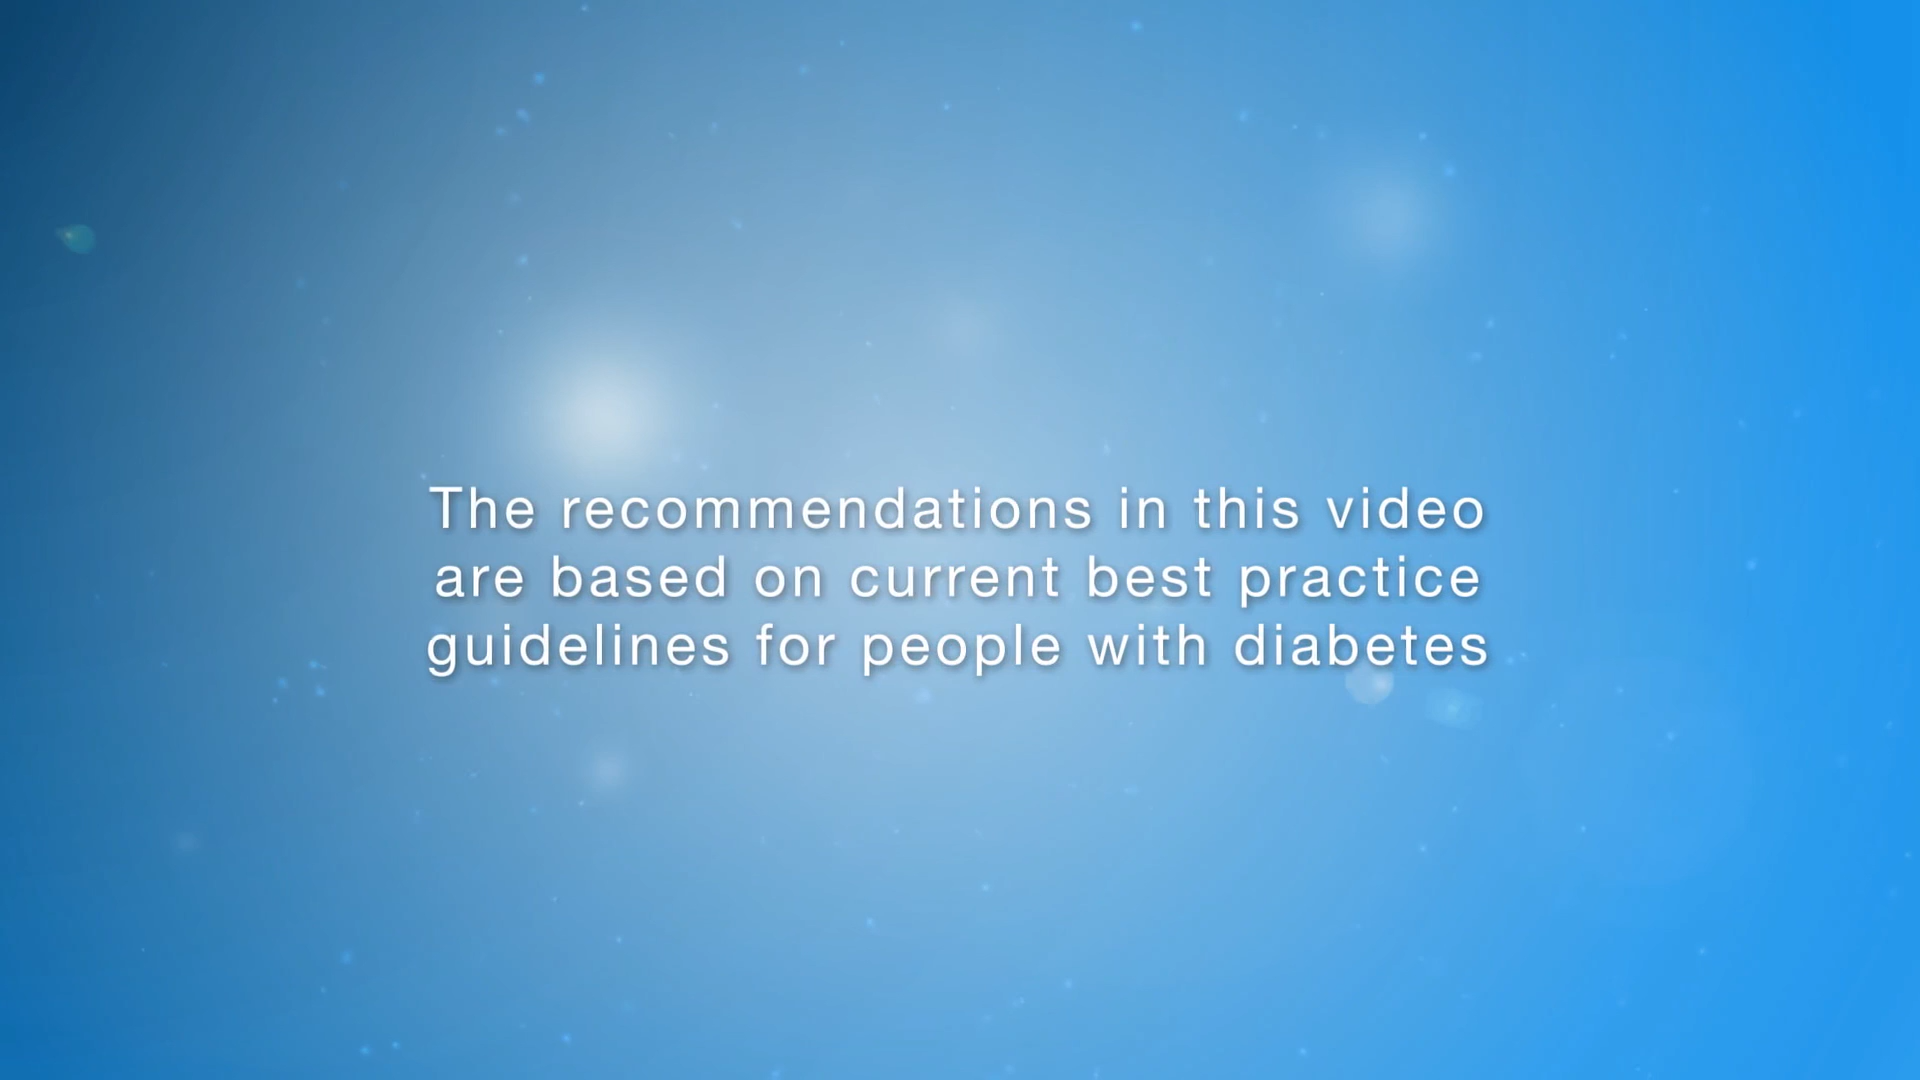 The recommendations in this video
are based on current best practice
guidelines for people with diabetes